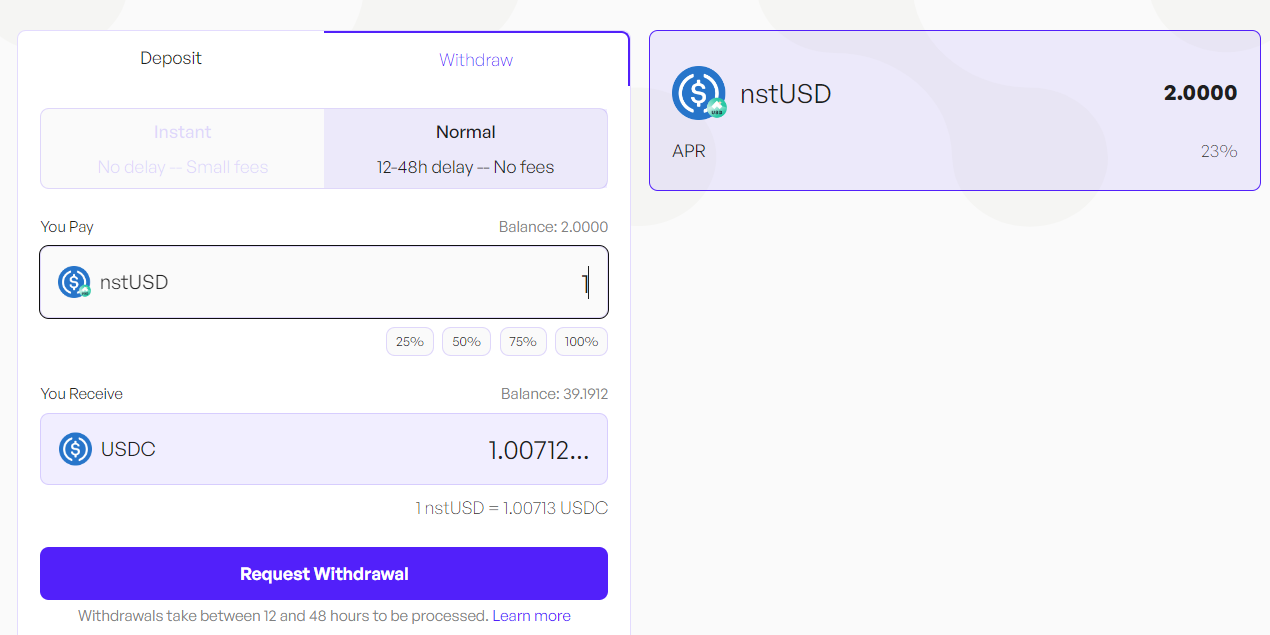 Deposit
Withdraw
Instant
No delay -- Small fees
Normal
12-48h delay -- No fees
You Pay
Balance: 2.0000
nstUSD
1
25%
50%
75%
100%
You Receive
Balance: 39.1912
USDC
1.00712...
1 nstUSD = 1.00713 USDC
Request Withdrawal
Withdrawals take between 12 and 48 hours to be processed. Learn more
nstUSD
2.0000
APR
23%